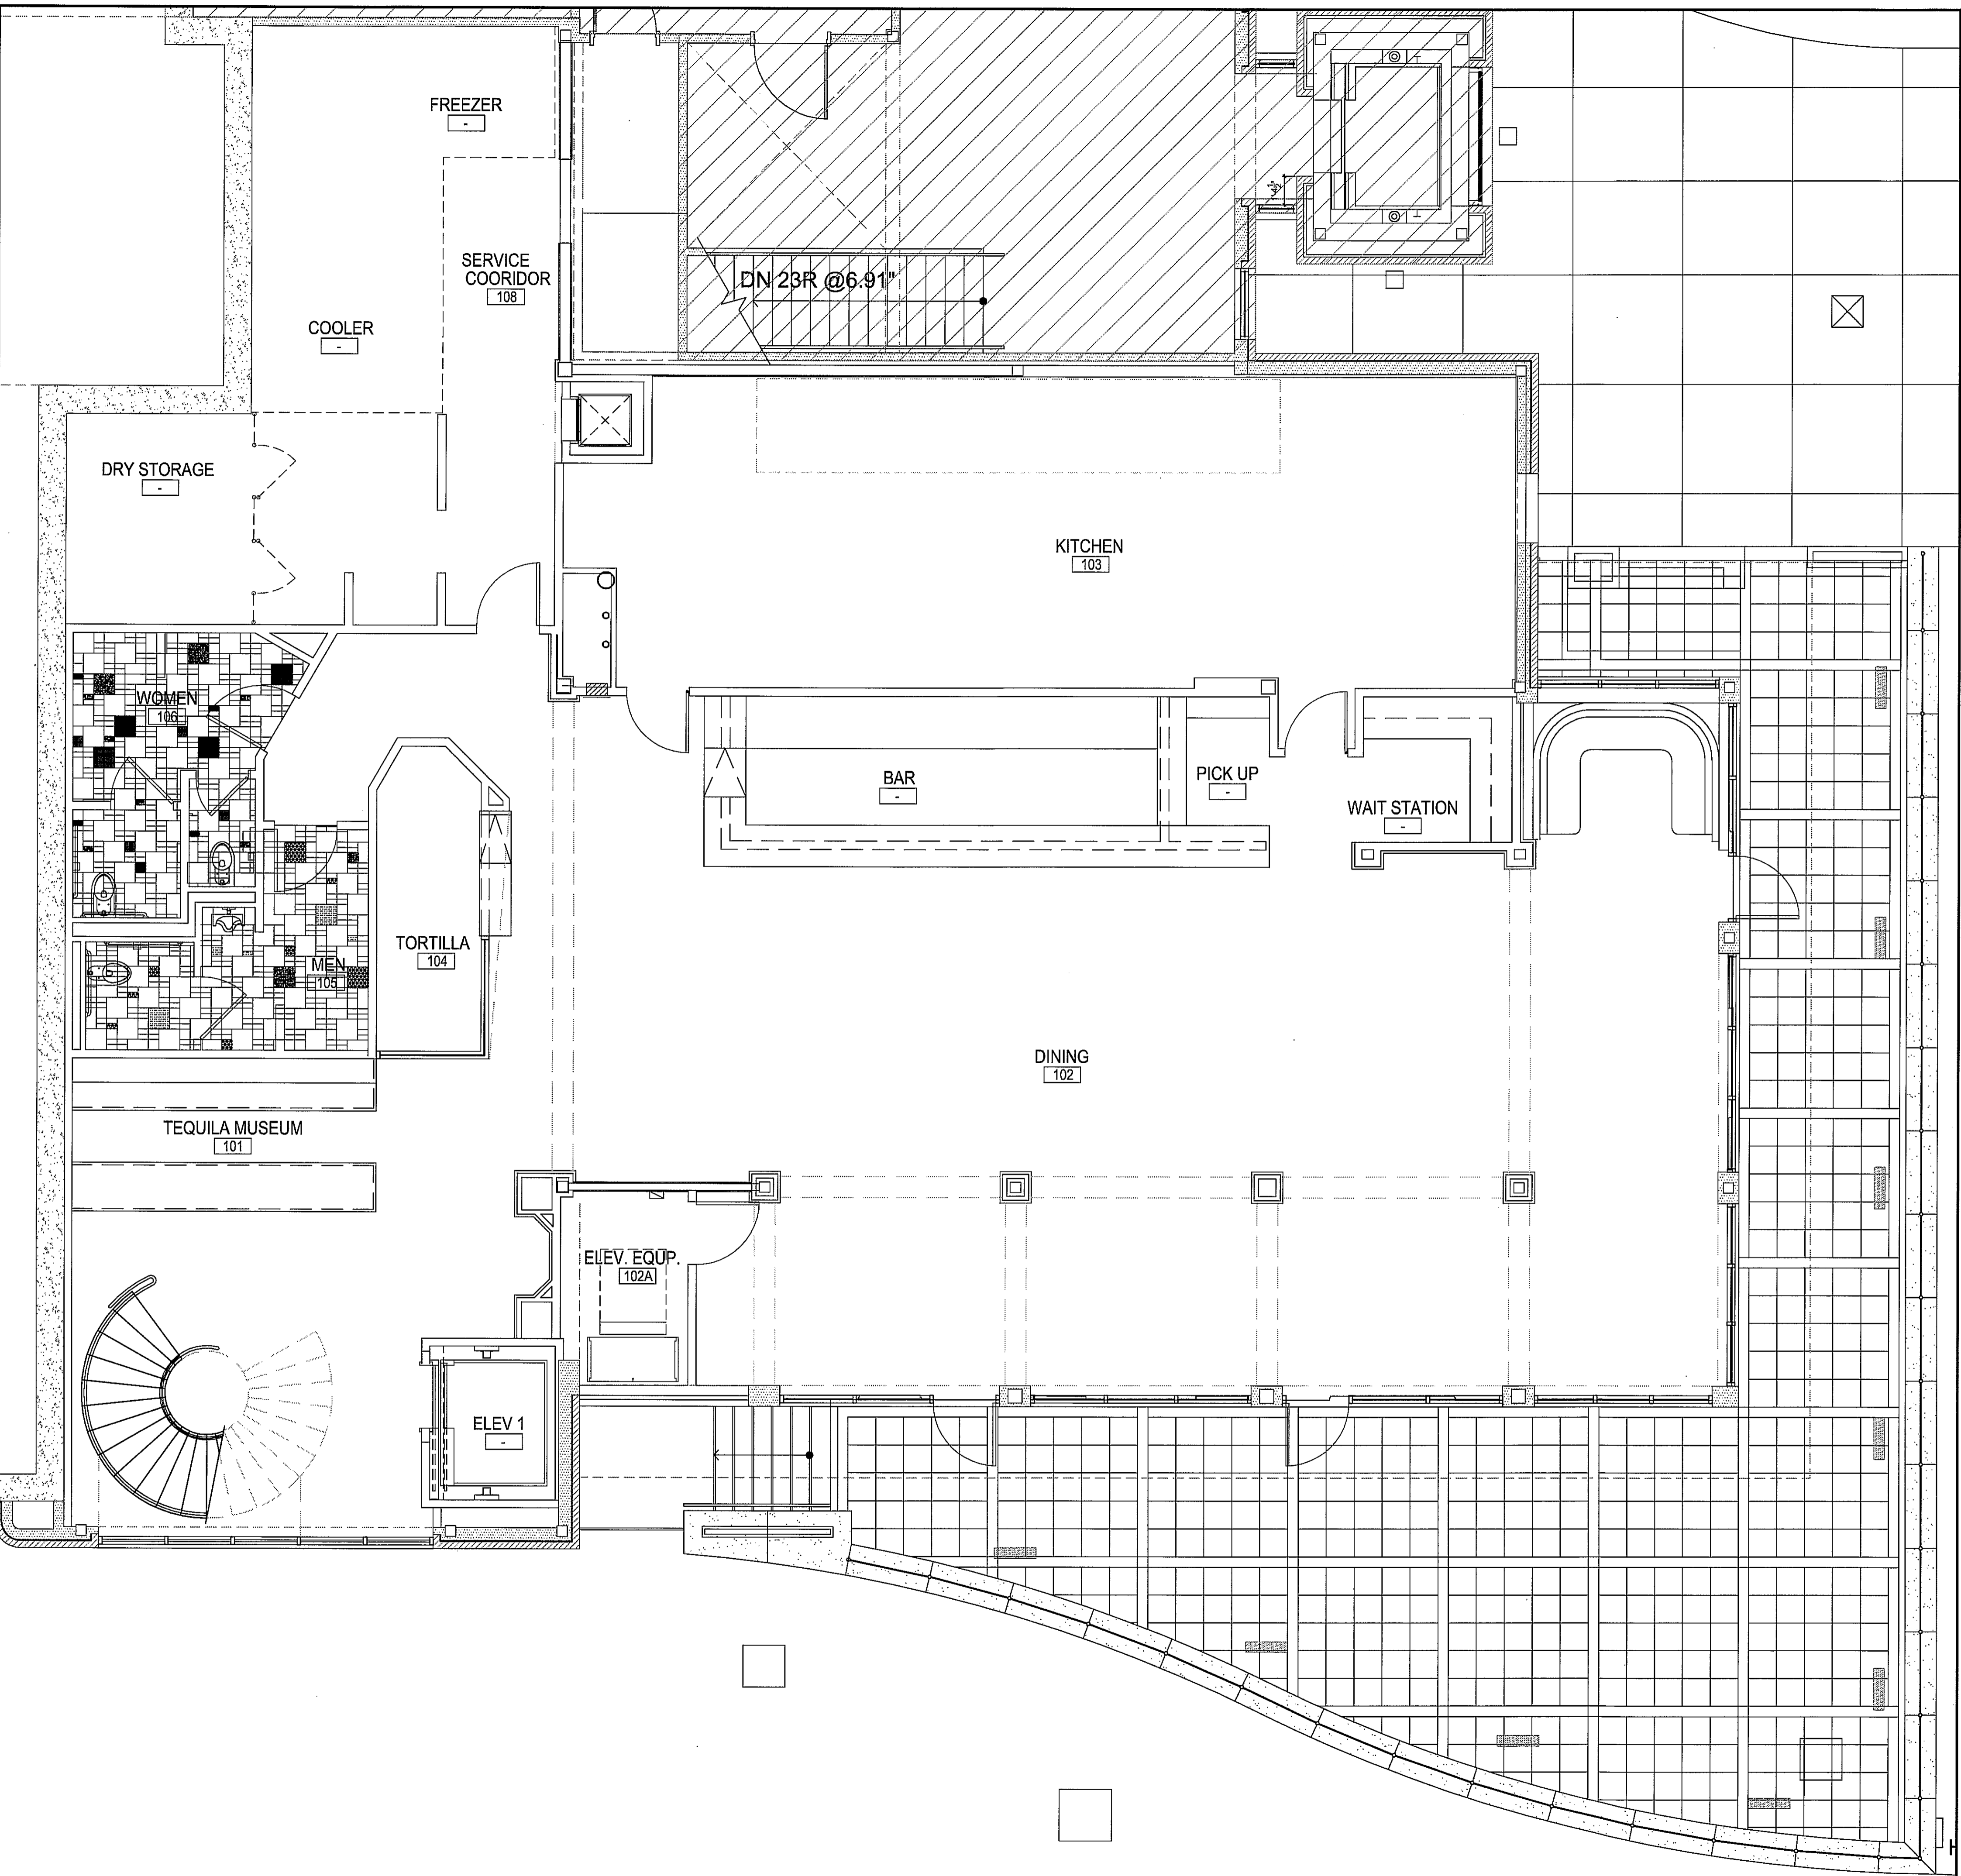 FREEZER
-
SERVICE
COORIDOR
108
DN 23R @6.91"
COOLER
-
DRY STORAGE
-
KITCHEN
103
WOMEN
106
BAR
-
PICK UP
-
WAIT STATION
-
TORTILLA
104
MEN
105
DINING
102
TEQUILA MUSEUM
101
ELEV. EQUP.
102A
ELEV 1
-